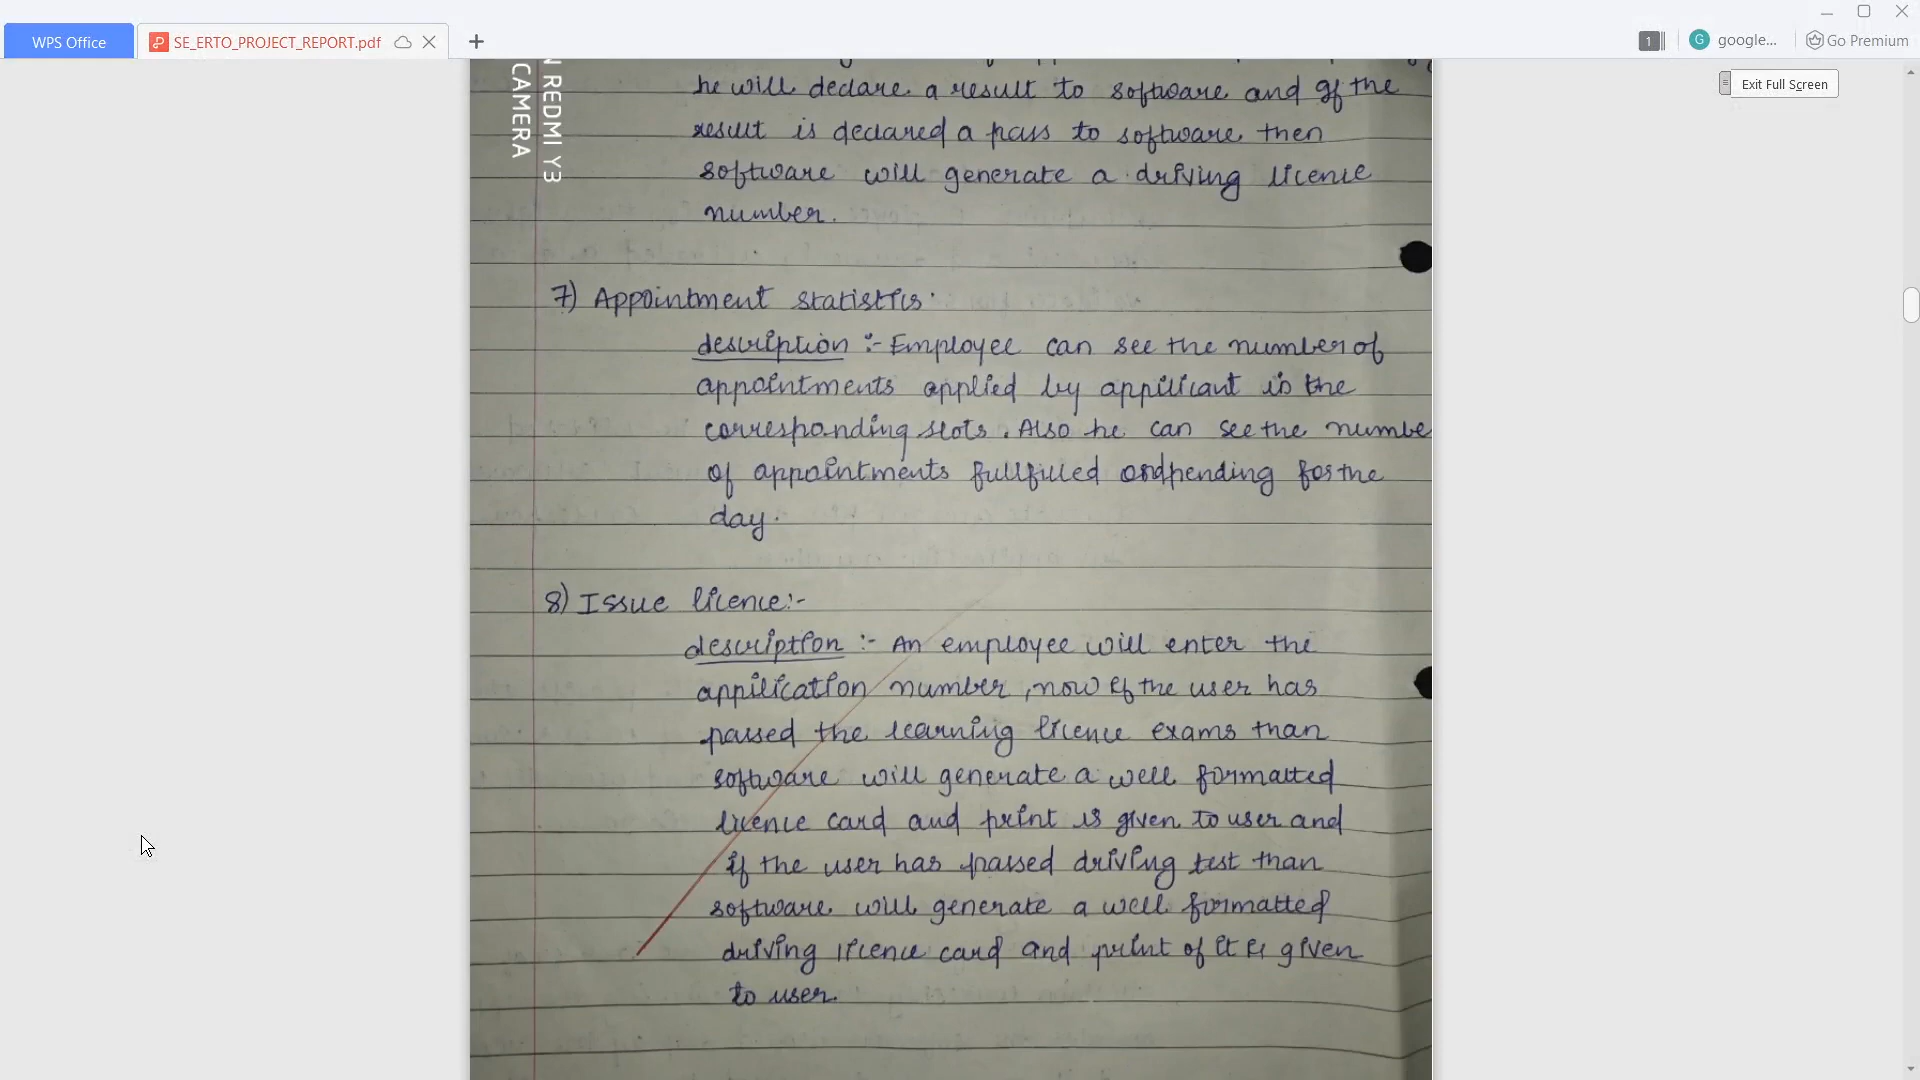 WPS Office
SE_ERTO_PROJECT_REPORT.pdf
1
G
google...
Go Premium
Exit Full Screen
N REDMI Y3
CAMERA
he will declare a result to software and If the
result is declared a pass to software then
software will generate a driving licence
number.
7) Appointment statistics:
description :- Employee can see the number of
appointments applied by appilicant is the
corresponding slots. Also he can see the numbe
of appointments fullfilled and pending for the
day.
8) Issue licence:-
description :- An employee will enter the
appilication number, now if the user has
passed the learning licence exams than
software will generate a well formatted
licence card and print is given to user and
if the user has passed driving test than
software will generate a well formatted
driving licence card and print of it is given
to user.